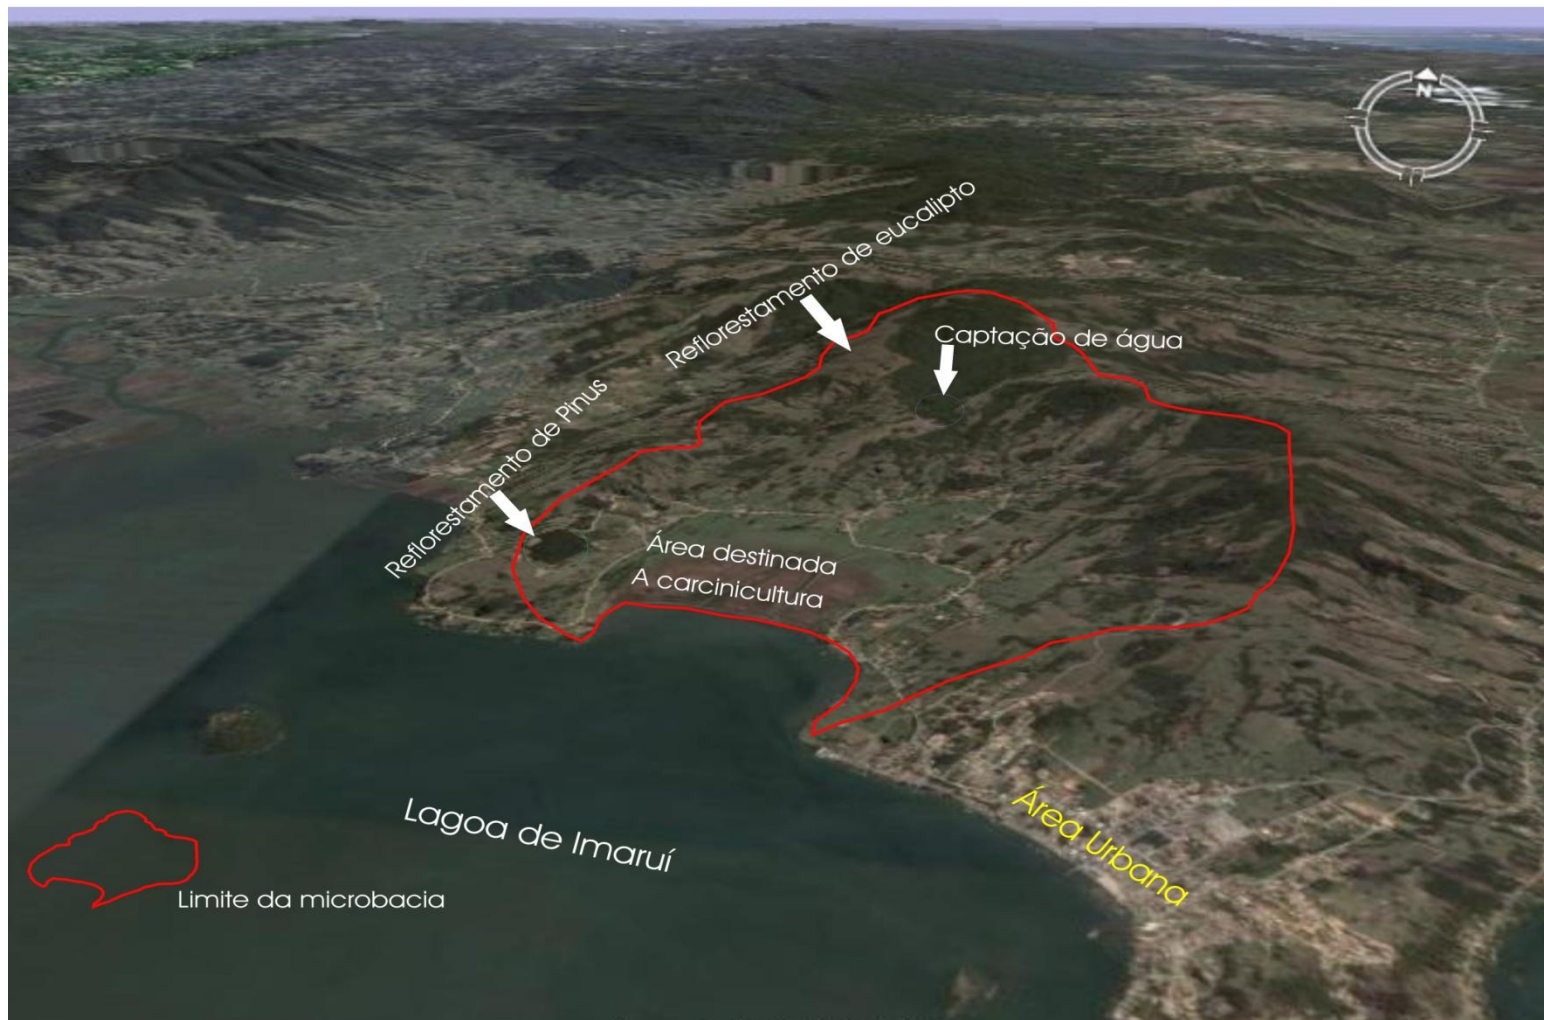 N
Reflorestamento de eucalipto
Captação de água
Reflorestamento de Pinus
Área destinada
A carcinicultura
Lagoa de Imaruí
Área Urbana
Limite da microbacia